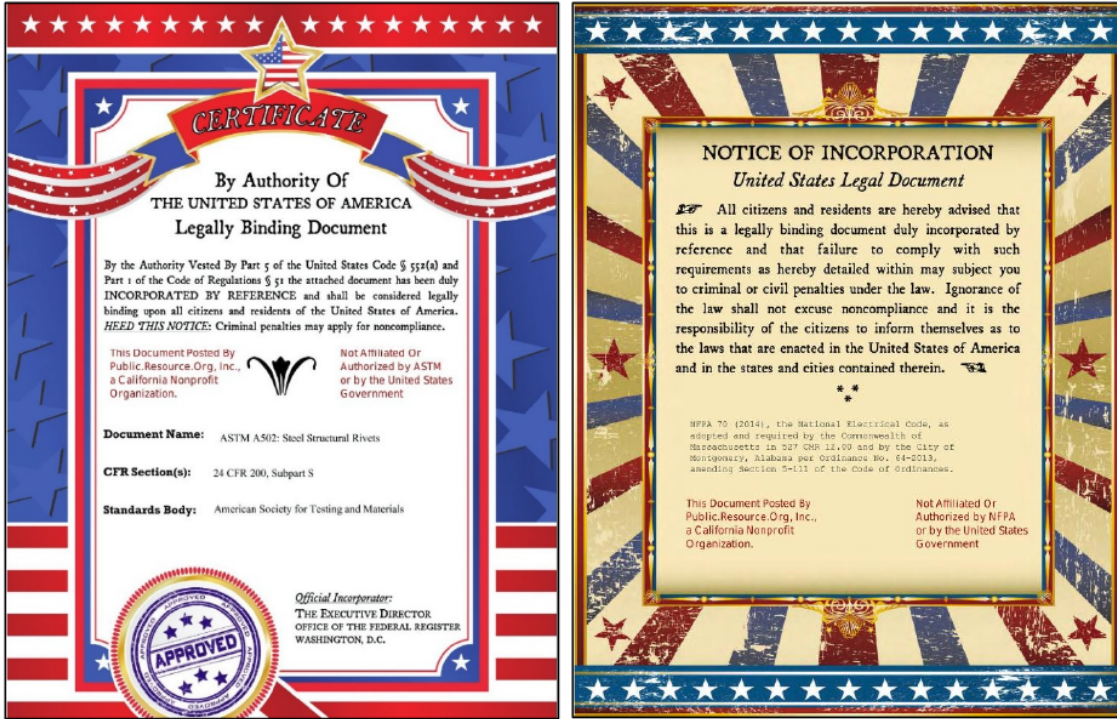 CERTIFICATE
By Authority Of
THE UNITED STATES OF AMERICA
Legally Binding Document
By the Authority Vested By Part 5 of the United States Code § 552(a) and
Part 1 of the Code of Regulations § 51 the attached document has been duly
INCORPORATED BY REFERENCE and shall be considered legally
binding upon all citizens and residents of the United States of America.
HEED THIS NOTICE: Criminal penalties may apply for noncompliance.
This Document Posted By
Public.Resource.Org, Inc.,
a California Nonprofit
Organization.
Not Affiliated Or
Authorized by ASTM
or by the United States
Government
Document Name: ASTM A502: Steel Structural Rivets
CFR Section(s): 24 CFR 200, Subpart S
Standards Body: American Society for Testing and Materials
Official Incorporator:
THE EXECUTIVE DIRECTOR
OFFICE OF THE FEDERAL REGISTER
WASHINGTON, D.C.
APPROVED
APPROVED
APPROVED
APPROVED
APPROVED
NOTICE OF INCORPORATION
United States Legal Document
All citizens and residents are hereby advised that
this is a legally binding document duly incorporated by
reference and that failure to comply with such
requirements as hereby detailed within may subject you
to criminal or civil penalties under the law. Ignorance of
the law shall not excuse noncompliance and it is the
responsibility of the citizens to inform themselves as to
the laws that are enacted in the United States of America
and in the states and cities contained therein.
* *
*
NFPA 70 (2014), the National Electrical Code, as
adopted and required by the Commonwealth of
Massachusetts in 527 CMR 12.00 and by the City of
Montgomery, Alabama per Ordinance No. 64-2013,
amending Section 5-111 of the Code of Ordinances.
This Document Posted By
Public.Resource.Org, Inc.,
a California Nonprofit
Organization.
Not Affiliated Or
Authorized by NFPA
or by the United States
Government